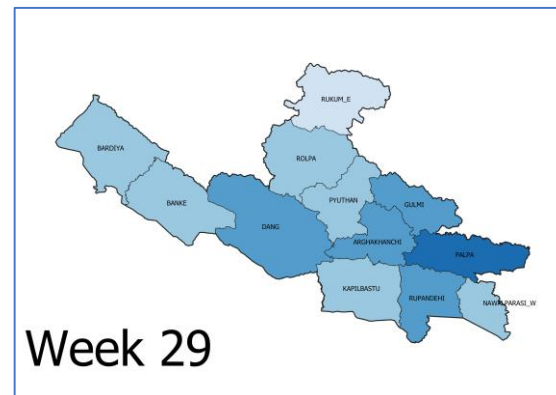 RUKUM_E
BARDIYA
ROLPA
BANKE
PYUTHAN
GULMI
DANG
ARGHAKHANCHI
PALPA
KAPILBASTU
RUPANDEHI
NAWALPARASI_W
Week 29